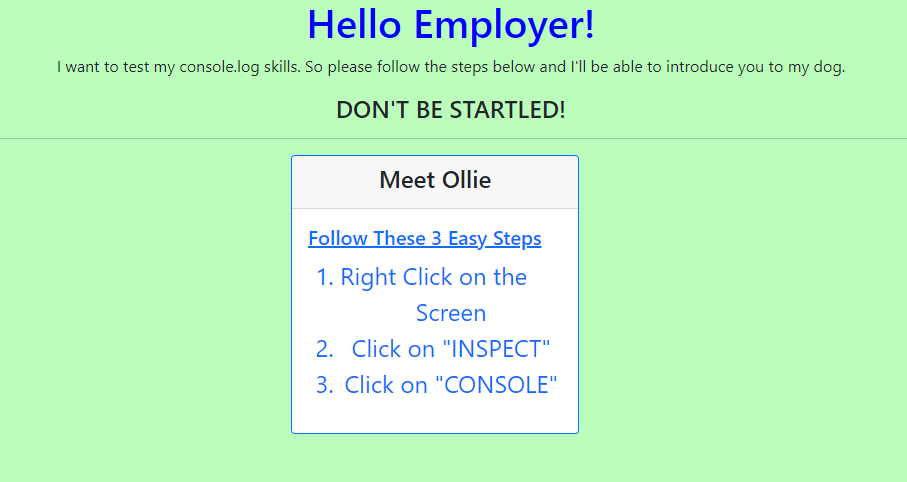 Hello Employer!
I want to test my console.log skills. So please follow the steps below and I'll be able to introduce you to my dog.
DON'T BE STARTLED!
Meet Ollie
Follow These 3 Easy Steps
1. Right Click on the
Screen
2. Click on "INSPECT"
3. Click on "CONSOLE"